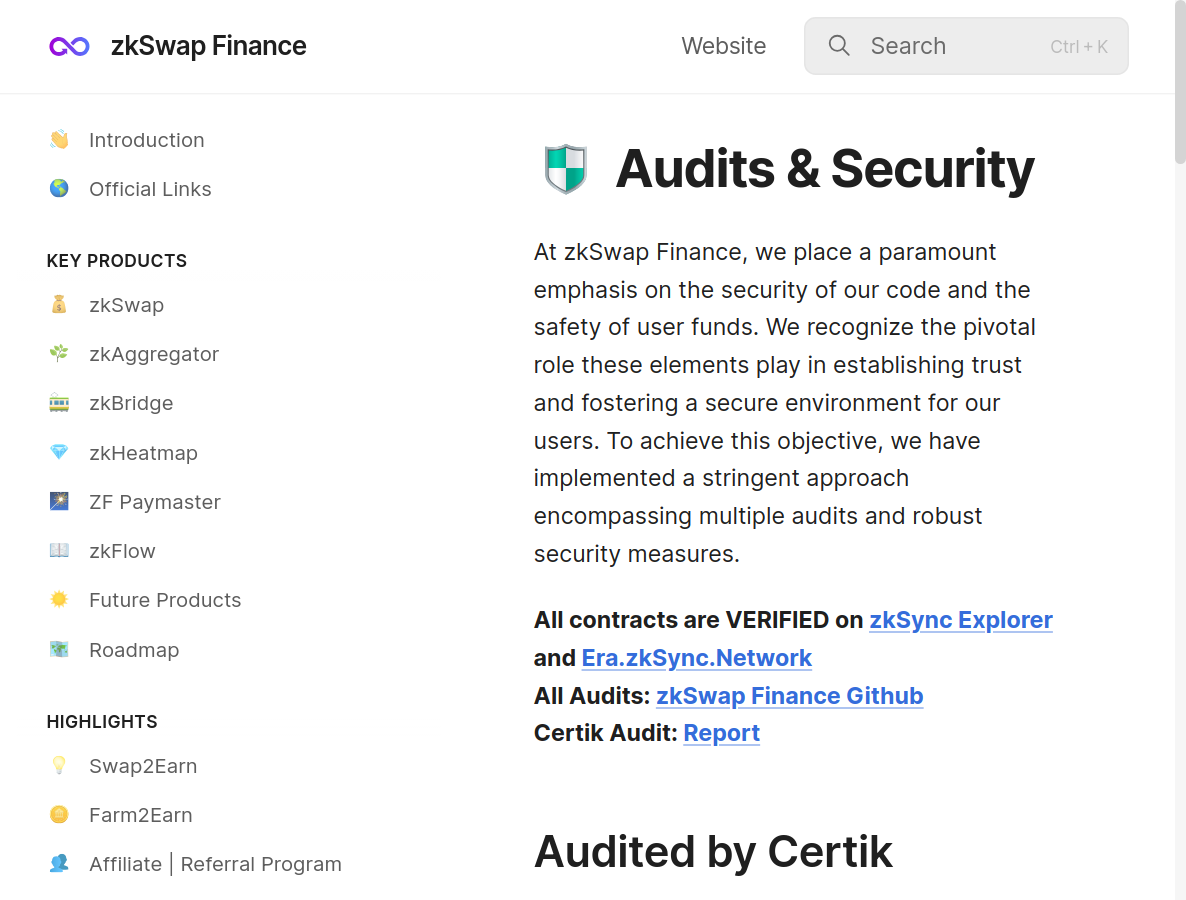 zkSwap Finance
Website
Search
Ctrl + K
Introduction
Official Links
KEY PRODUCTS
zkSwap
zkAggregator
zkBridge
zkHeatmap
ZF Paymaster
zkFlow
Future Products
Roadmap
HIGHLIGHTS
Swap2Earn
Farm2Earn
Affiliate | Referral Program
Audits & Security
At zkSwap Finance, we place a paramount
emphasis on the security of our code and the
safety of user funds. We recognize the pivotal
role these elements play in establishing trust
and fostering a secure environment for our
users. To achieve this objective, we have
implemented a stringent approach
encompassing multiple audits and robust
security measures.
All contracts are VERIFIED on zkSync Explorer
and Era.zkSync.Network
All Audits: zkSwap Finance Github
Certik Audit: Report
Audited by Certik